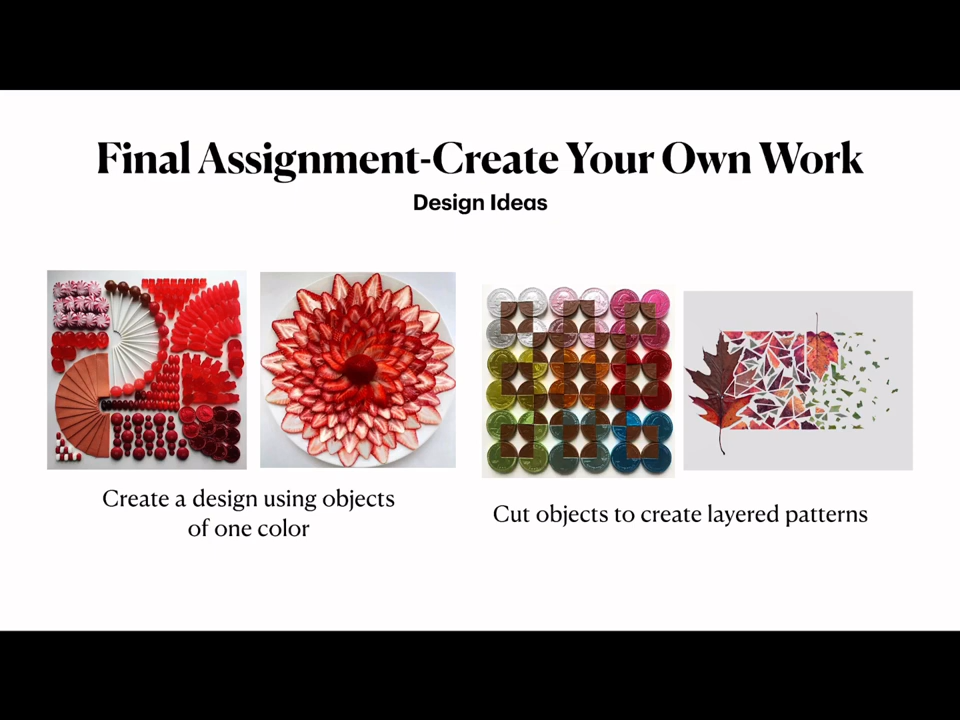 Final Assignment-Create Your Own Work
Design Ideas
Create a design using objects
of one color
Cut objects to create layered patterns